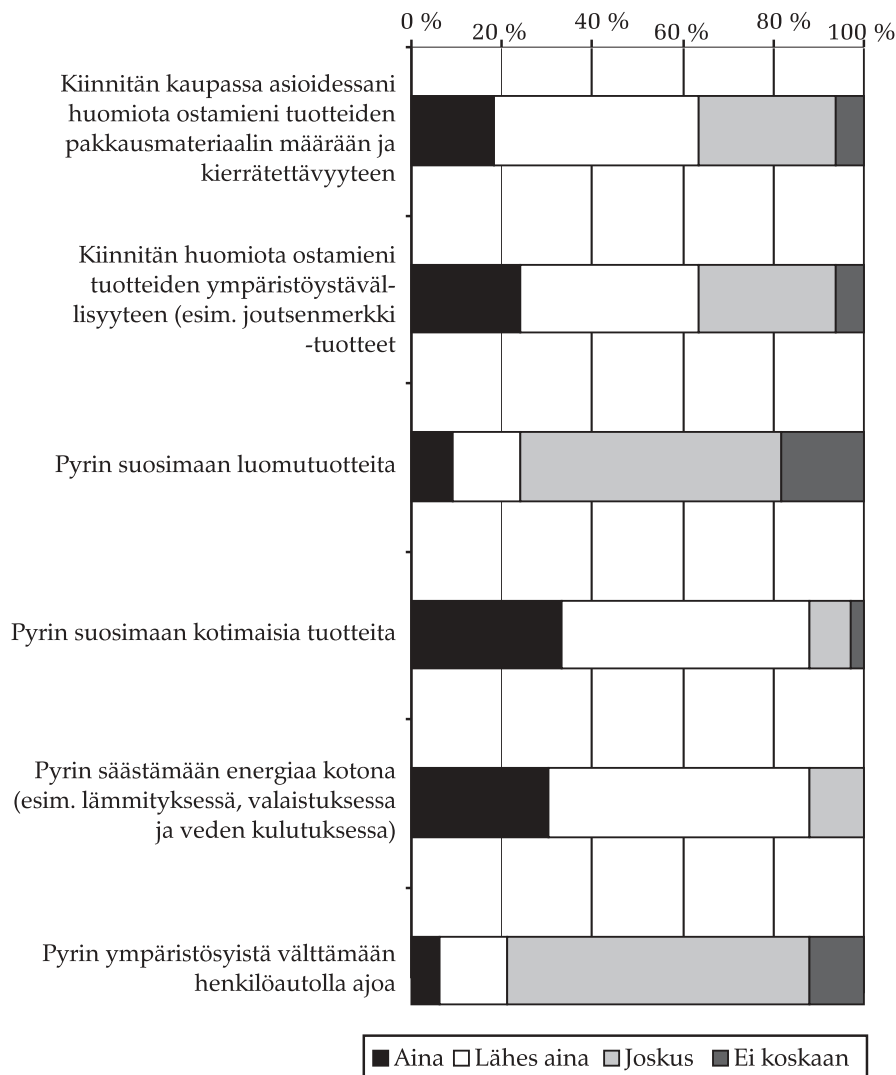 0 % 20 % 40 % 60 % 80 % 100 %
Kiinnitän kaupassa asioidessani
huomiota ostamieni tuotteiden
pakkausmateriaalin määrään ja
kierrätettävyyteen
Kiinnitän huomiota ostamieni
tuotteiden ympäristöystäväl-
lisyyteen (esim. joutsenmerkki
-tuotteet
Pyrin suosimaan luomutuotteita
Pyrin suosimaan kotimaisia tuotteita
Pyrin säästämään energiaa kotona
(esim. lämmityksessä, valaistuksessa
ja veden kulutuksessa)
Pyrin ympäristösyistä välttämään
henkilöautolla ajoa
Aina Lähes aina Joskus Ei koskaan